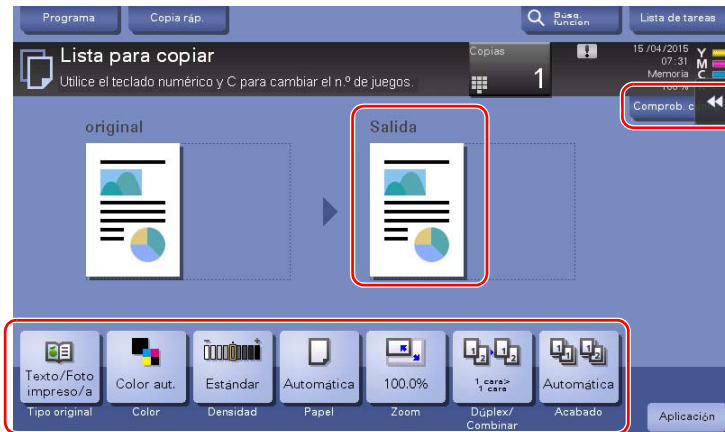 Programa
Copia ráp.
Búsq. función
Lista de tareas
Lista para copiar
Utilice el teclado numérico y C para cambiar el n.º de juegos.
Copias
1
15 /04/2015
07:31
Memoria
100 %
Y
M
C
Comprob. c
original
Salida
Texto/Foto
impreso/a
Color aut.
Estándar
Automática
100.0%
1 cara>
1 cara
Automática
Tipo original
Color
Densidad
Papel
Zoom
Dúplex/
Combinar
Acabado
Aplicación